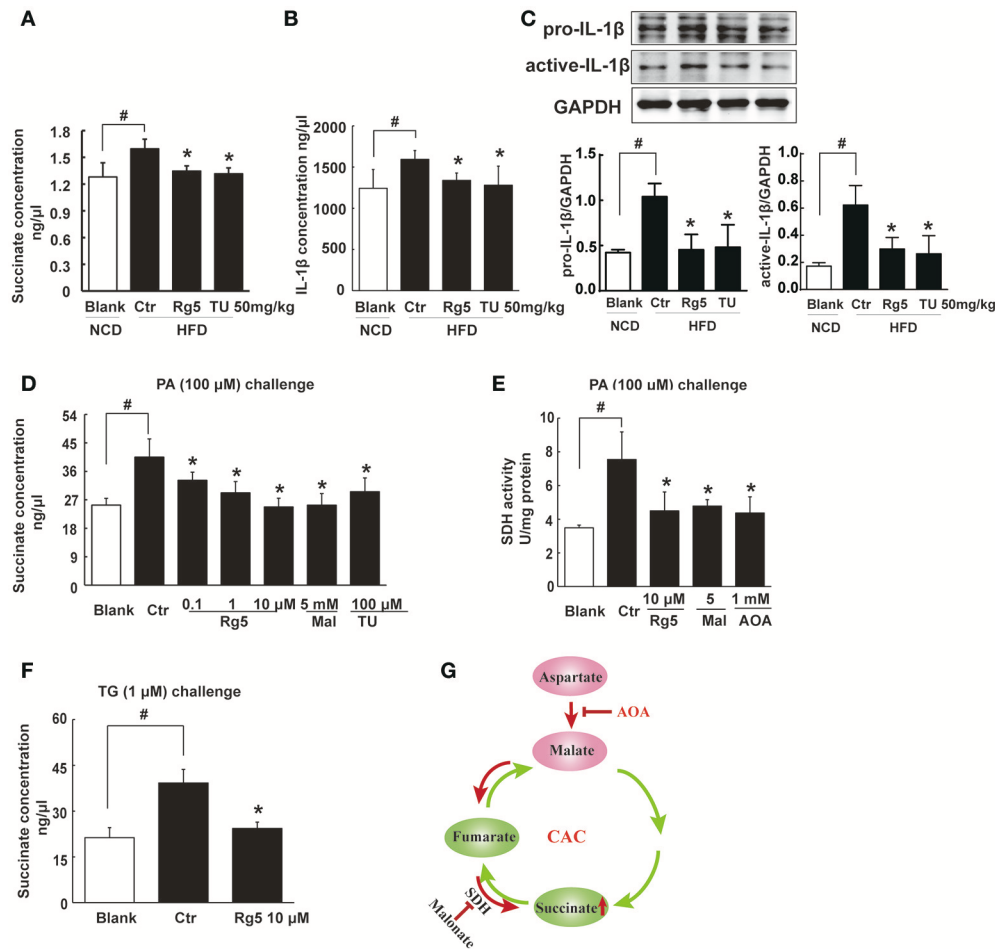 A
Succinate concentration
ng/µl
1.8
1.5
1.2
0.9
0.6
0.3
0
#
*
*
Blank Ctr Rg5 TU 50mg/kg
NCD HFD
B
IL-1β concentration ng/µl
2000
1500
1000
500
0
#
*
*
Blank Ctr Rg5 TU 50mg/kg
NCD HFD
C
pro-IL-1β
active-IL-1β
GAPDH
pro-IL-1β/GAPDH
1.5
1.0
0.5
0.0
#
*
*
Blank Ctr Rg5 TU
NCD HFD
active-IL-1β/GAPDH
1.0
0.8
0.6
0.4
0.2
0.0
#
*
*
Blank Ctr Rg5 TU 50mg/kg
NCD HFD
D
PA (100 µM) challenge
Succinate concentration
ng/µl
54
45
36
27
18
9
0
#
*
*
*
*
*
Blank Ctr 0.1 1 10 µM 5 mM 100 µM
Rg5 Mal TU
E
PA (100 uM) challenge
SDH activity
U/mg protein
10
8
6
4
2
0
#
*
*
*
Blank Ctr 10 µM 5 1 mM
Rg5 Mal AOA
F
TG (1 µM) challenge
Succinate concentration
ng/µl
60
45
30
15
0
#
*
Blank Ctr Rg5 10 µM
G
Aspartate
AOA
Malate
Fumarate
CAC
SDH
Malonate
Succinate